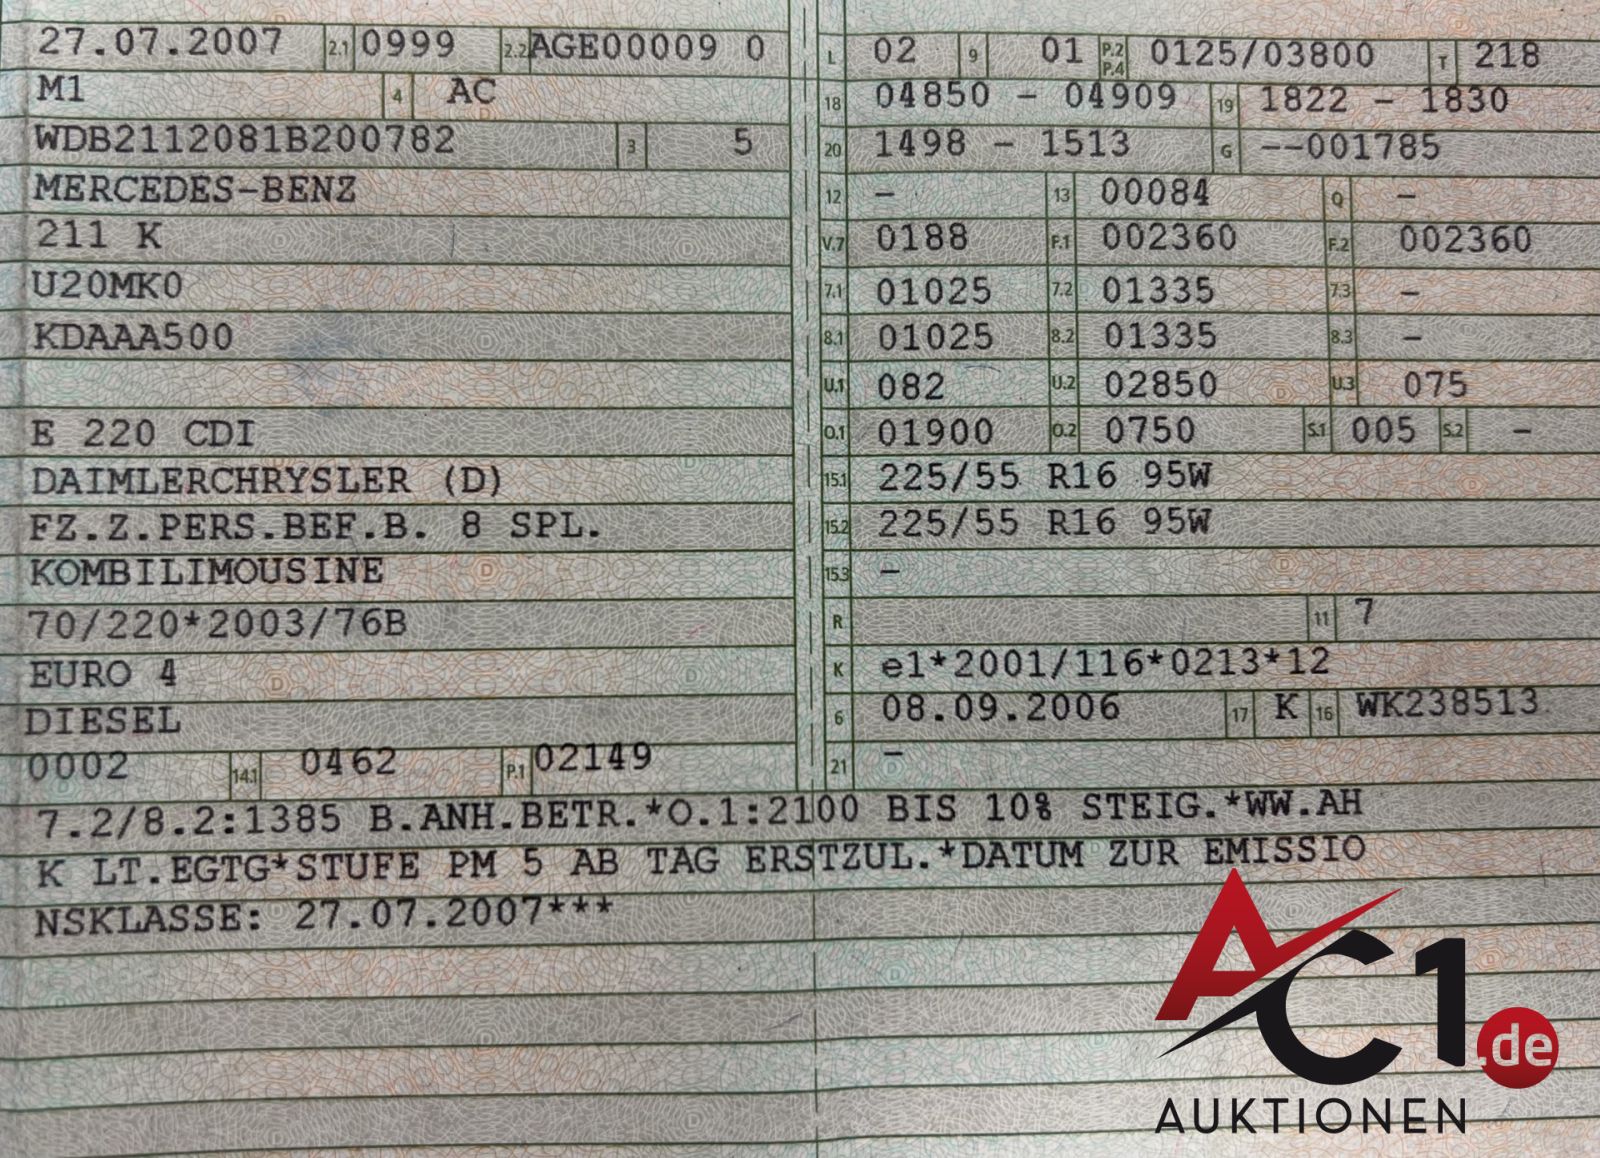 27.07.2007 2.1 0999 2.2 AGE00009 0
M1 4 AC
WDB2112081B200782 3 5
MERCEDES-BENZ
211 K
U20MK0
KDAAA500
E 220 CDI
DAIMLERCHRYSLER (D)
FZ.Z.PERS.BEF.B. 8 SPL.
KOMBILIMOUSINE
70/220*2003/76B
EURO 4
DIESEL
0002 14.1 0462 P.1 02149
L 02 9 01 P.2 P.4 0125/03800 T 218
18 04850 - 04909 19 1822 - 1830
20 1498 - 1513 G --001785
12 - 13 00084 Q -
V.7 0188 F.1 002360 F.2 002360
7.1 01025 7.2 01335 7.3 -
8.1 01025 8.2 01335 8.3 -
U.1 082 U.2 02850 U.3 075
O.1 01900 O.2 0750 S.1 005 S.2 -
15.1 225/55 R16 95W
15.2 225/55 R16 95W
15.3 -
R 11 7
K e1*2001/116*0213*12
6 08.09.2006 17 K 16 WK238513
21 -
7.2/8.2:1385 B.ANH.BETR.*O.1:2100 BIS 10% STEIG.*WW.AH
K LT.EGTG*STUFE PM 5 AB TAG ERSTZUL.*DATUM ZUR EMISSIO
NSKLASSE: 27.07.2007***
AC1.de
AUKTIONEN